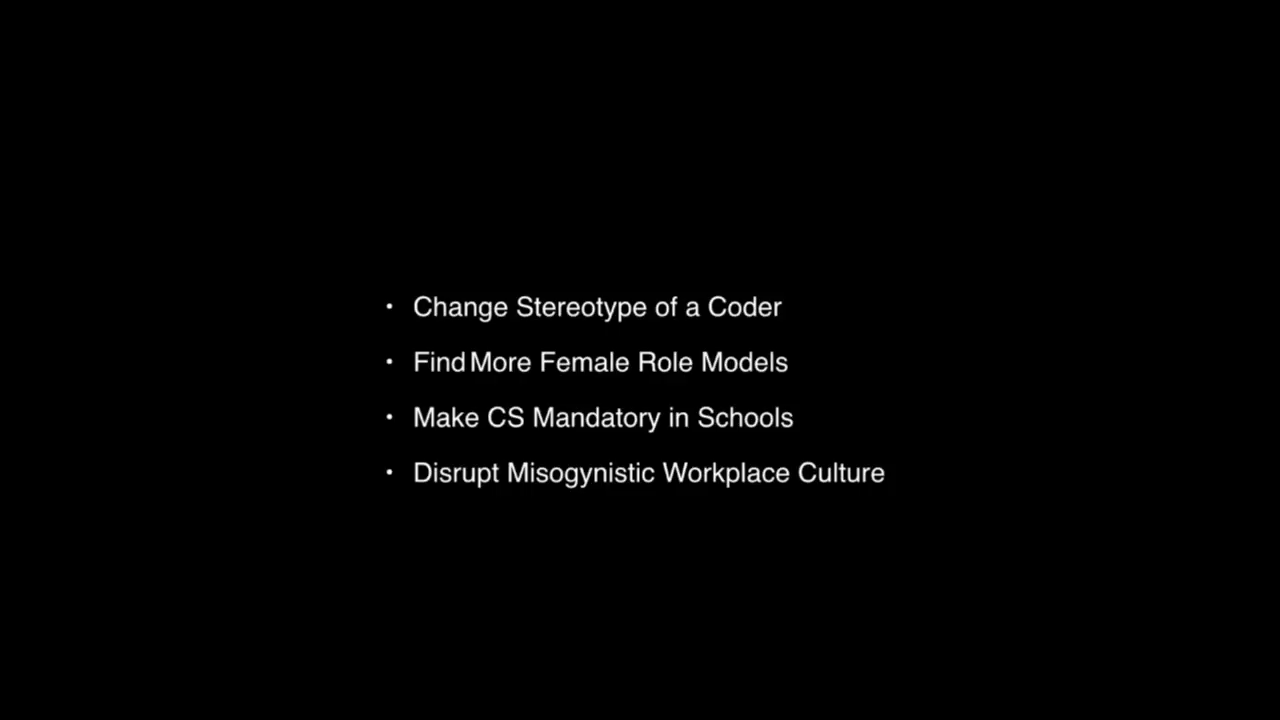 • Change Stereotype of a Coder
• Find More Female Role Models
• Make CS Mandatory in Schools
• Disrupt Misogynistic Workplace Culture